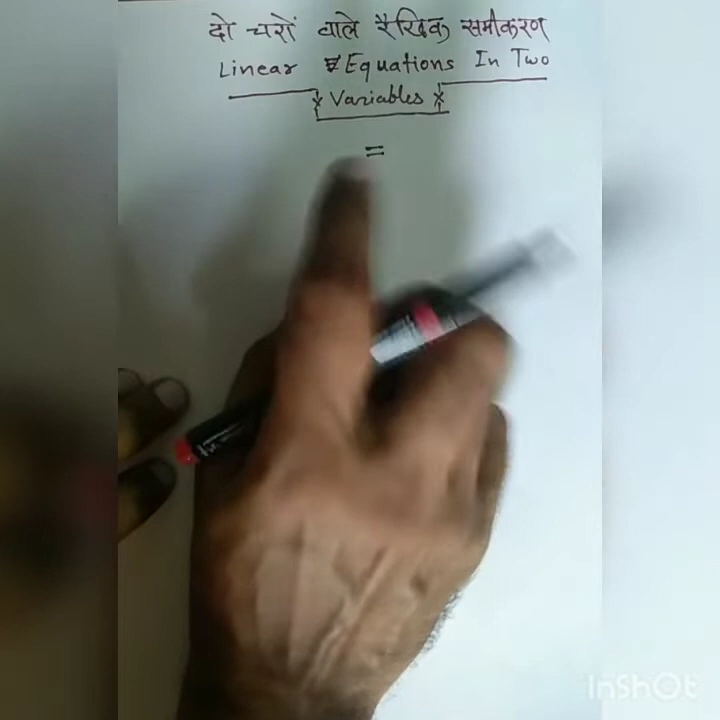 दो चरों वाले रैखिक समीकरण
Linear Equations In Two
Variables
=
InShOt